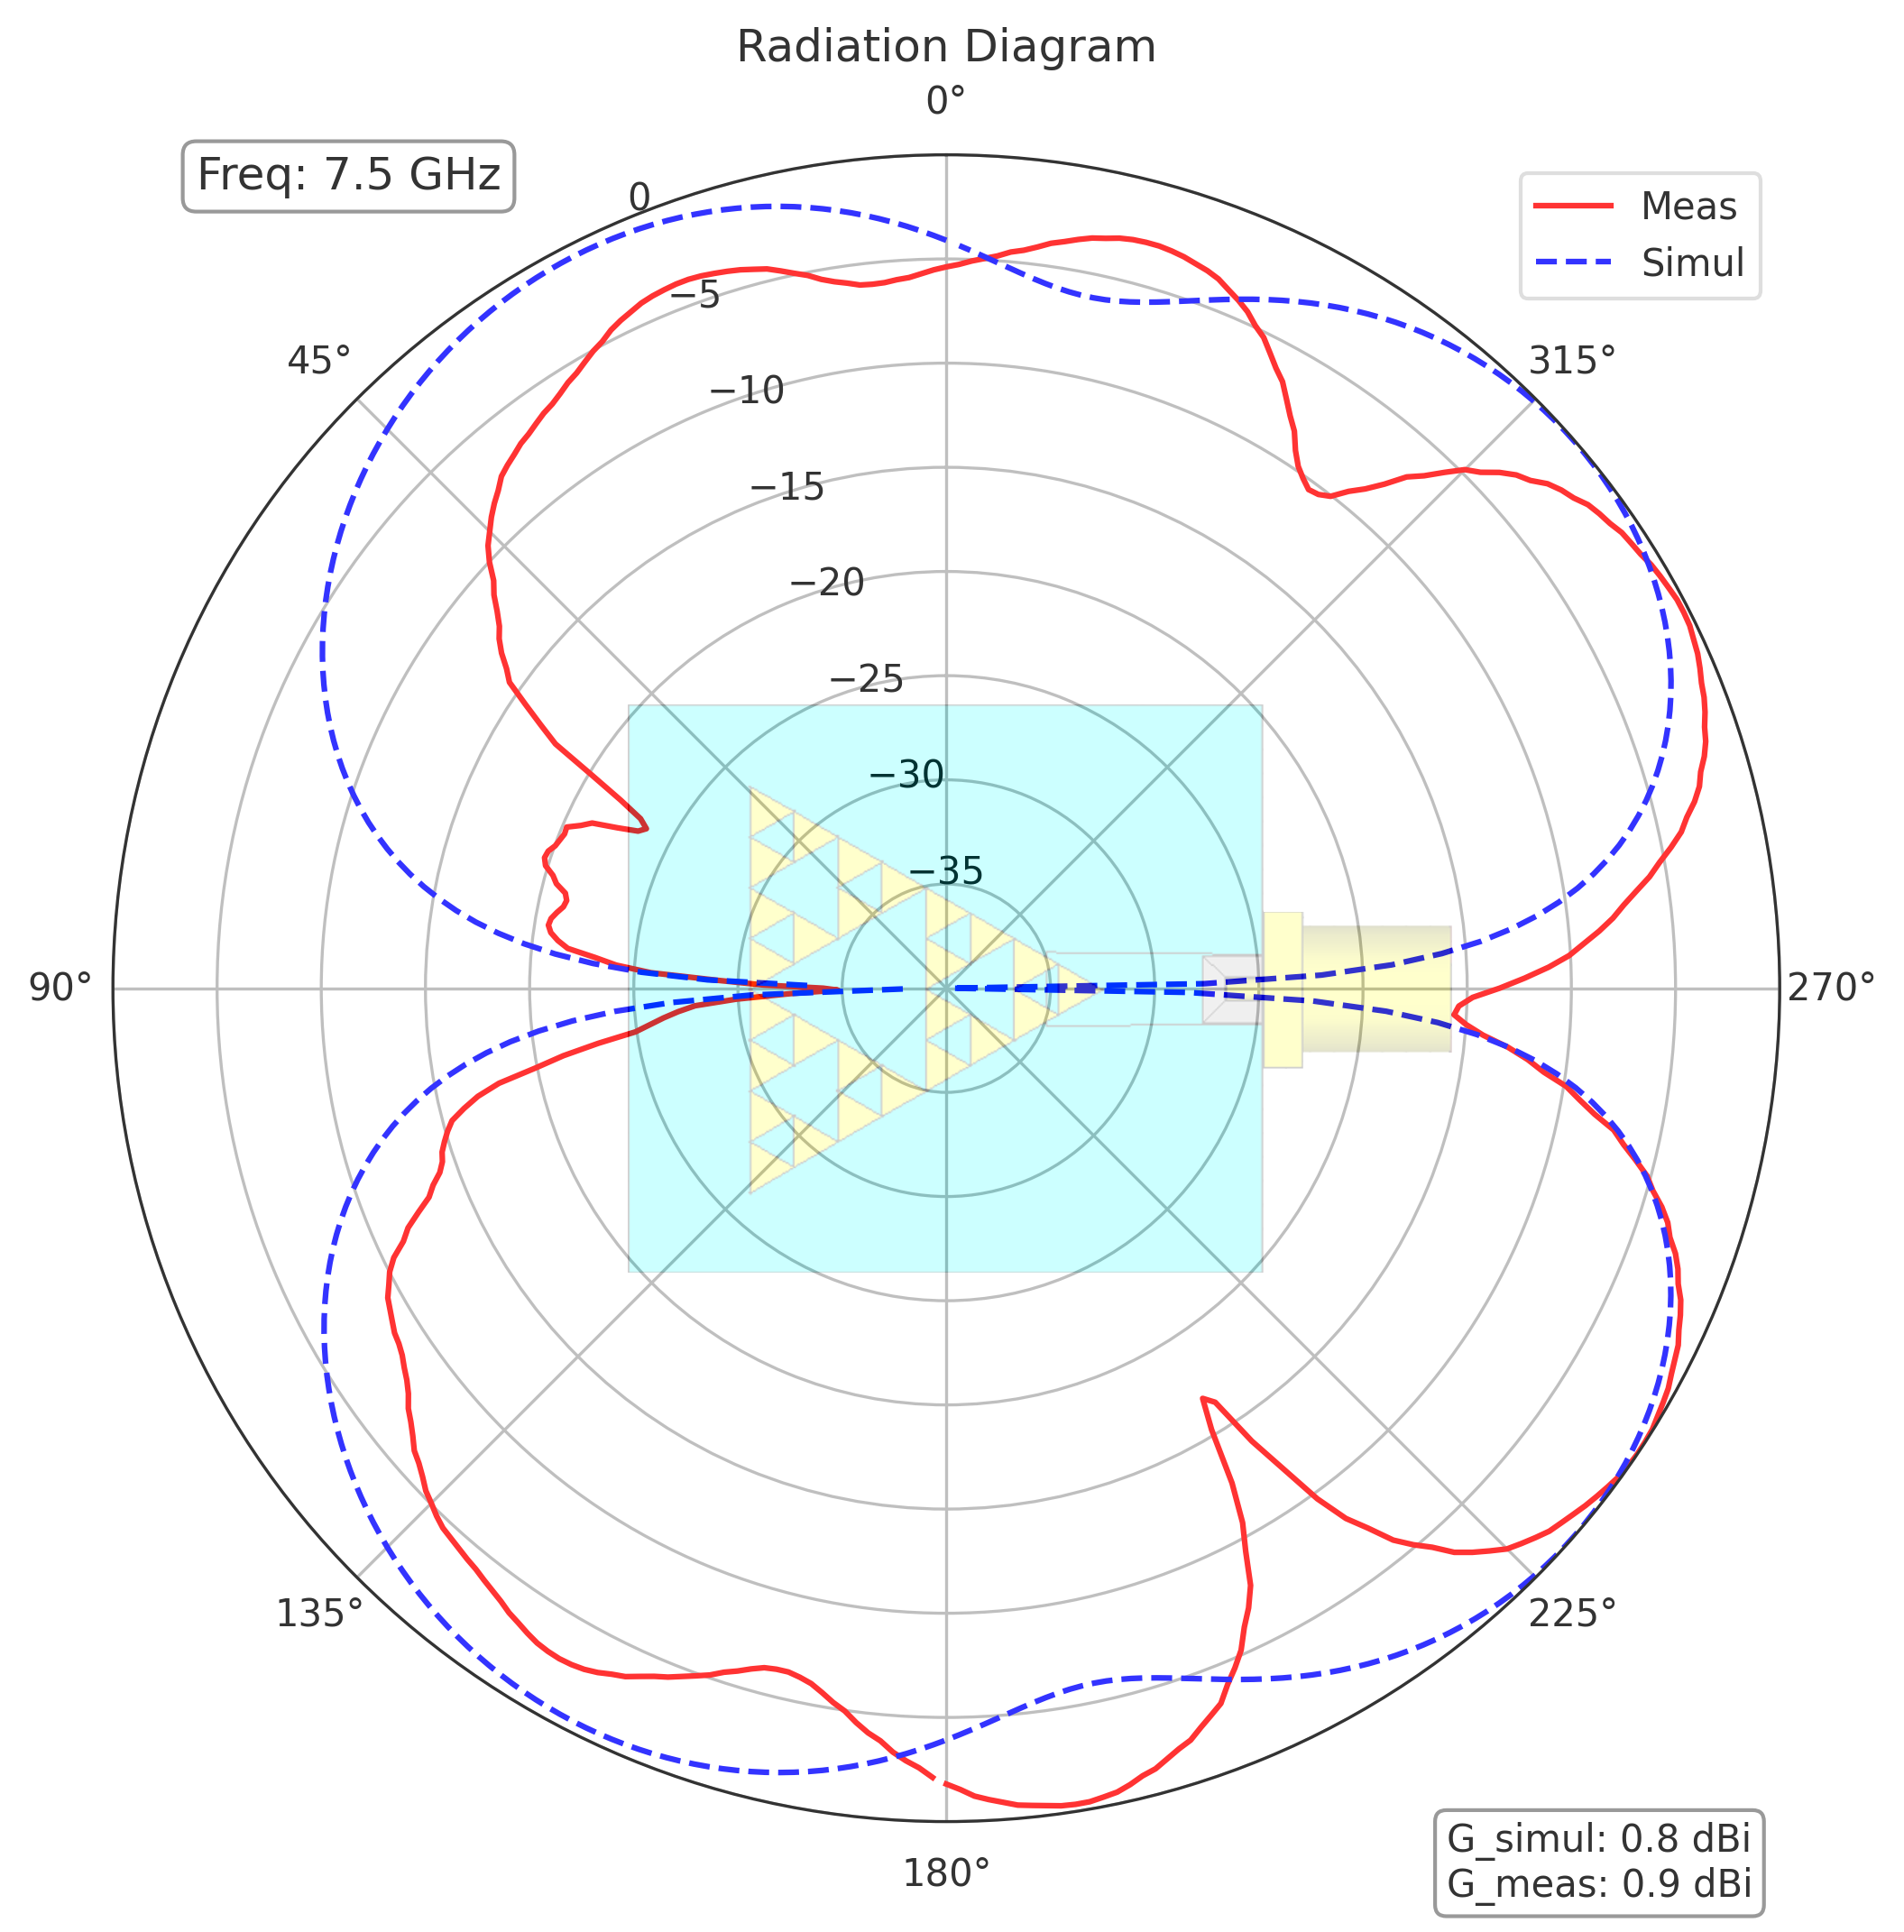 Radiation Diagram
0°
Freq: 7.5 GHz
Meas
Simul
0
−5
−10
−15
−20
−25
−30
−35
45°
315°
90°
270°
135°
225°
180°
G_simul: 0.8 dBi
G_meas: 0.9 dBi